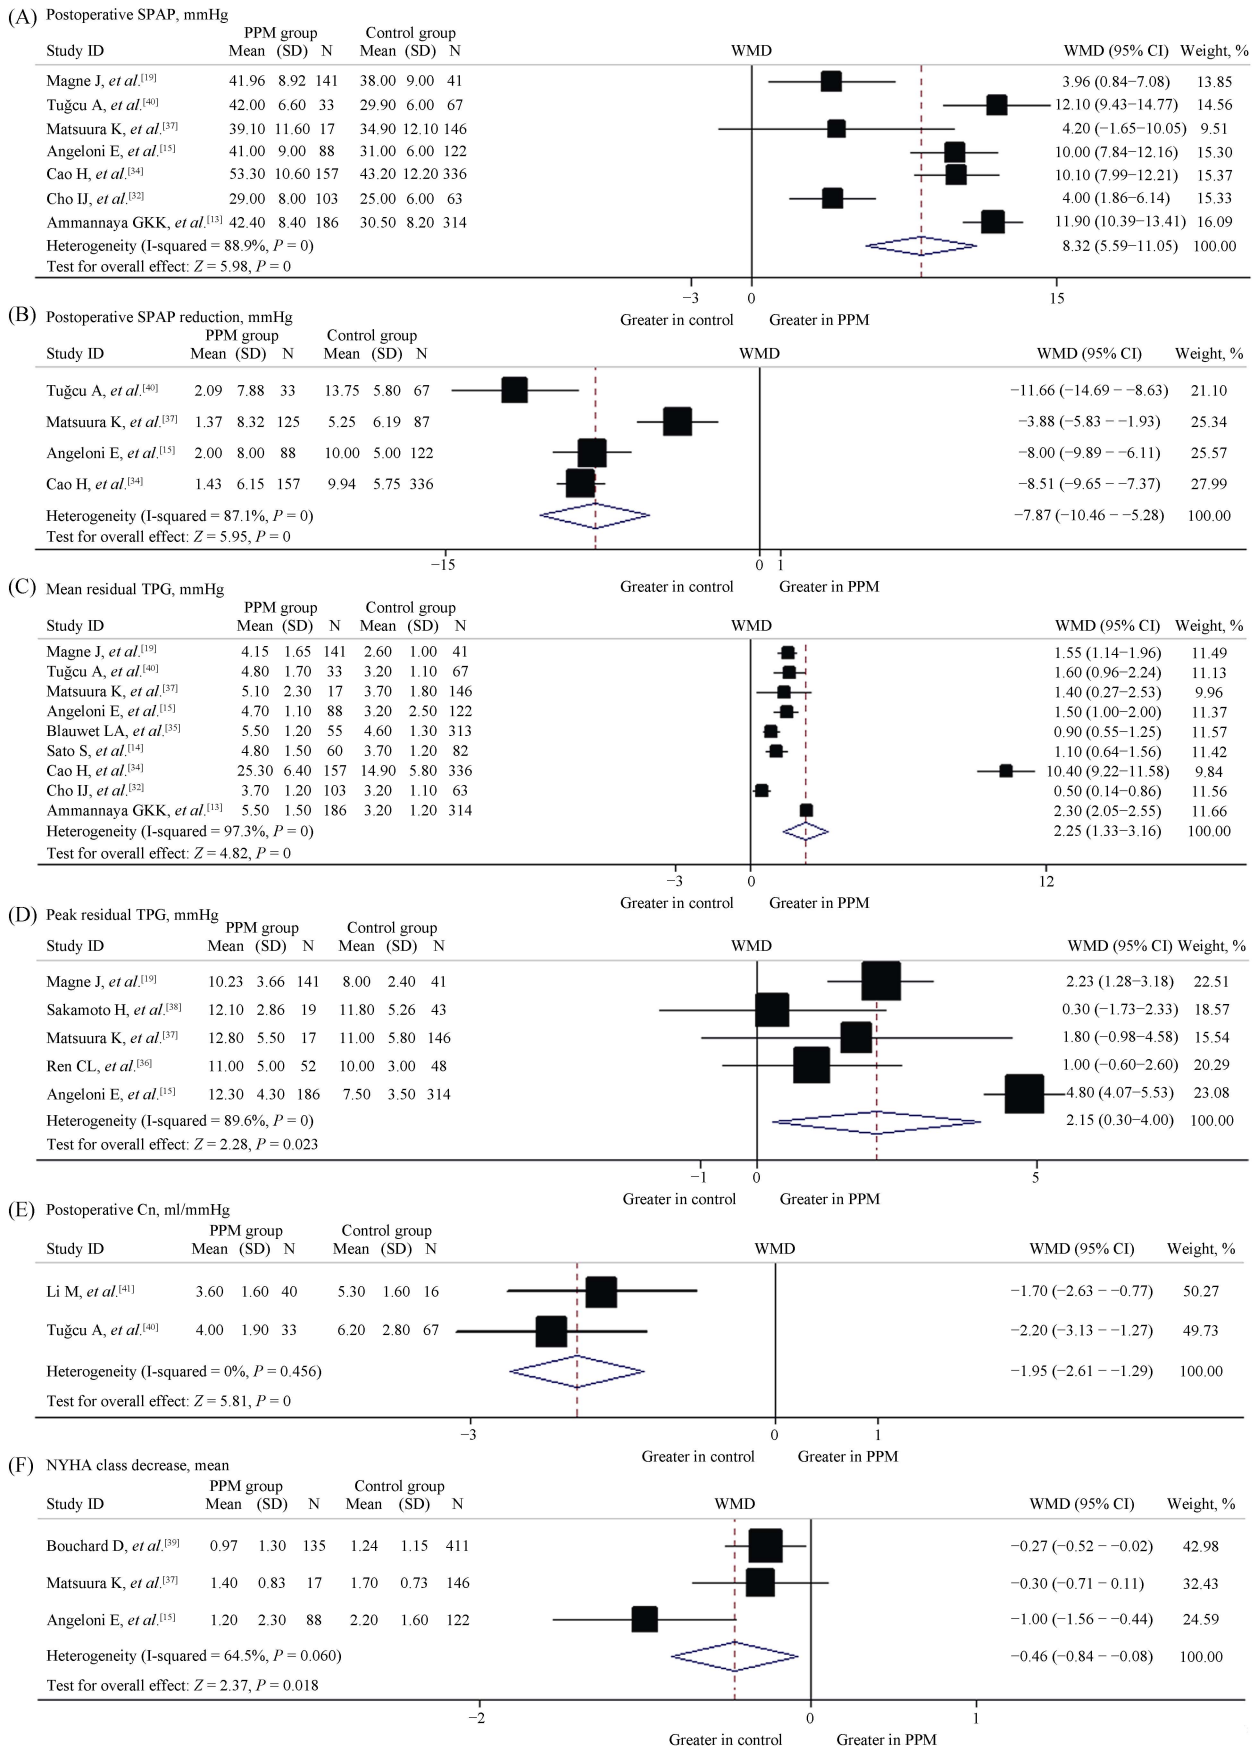 (A) Postoperative SPAP, mmHg
PPM group Control group
Study ID Mean (SD) N Mean (SD) N WMD WMD (95% CI) Weight, %
Magne J, et al.[19] 41.96 8.92 141 38.00 9.00 41 3.96 (0.84−7.08) 13.85
Tuğcu A, et al.[40] 42.00 6.60 33 29.90 6.00 67 12.10 (9.43−14.77) 14.56
Matsuura K, et al.[37] 39.10 11.60 17 34.90 12.10 146 4.20 (−1.65−10.05) 9.51
Angeloni E, et al.[15] 41.00 9.00 88 31.00 6.00 122 10.00 (7.84−12.16) 15.30
Cao H, et al.[34] 53.30 10.60 157 43.20 12.20 336 10.10 (7.99−12.21) 15.37
Cho IJ, et al.[32] 29.00 8.00 103 25.00 6.00 63 4.00 (1.86−6.14) 15.33
Ammannaya GKK, et al.[13] 42.40 8.40 186 30.50 8.20 314 11.90 (10.39−13.41) 16.09
Heterogeneity (I-squared = 88.9%, P = 0) 8.32 (5.59−11.05) 100.00
Test for overall effect: Z = 5.98, P = 0
−3 0 15
Greater in control Greater in PPM
(B) Postoperative SPAP reduction, mmHg
PPM group Control group
Study ID Mean (SD) N Mean (SD) N WMD WMD (95% CI) Weight, %
Tuğcu A, et al.[40] 2.09 7.88 33 13.75 5.80 67 −11.66 (−14.69 − −8.63) 21.10
Matsuura K, et al.[37] 1.37 8.32 125 5.25 6.19 87 −3.88 (−5.83 − −1.93) 25.34
Angeloni E, et al.[15] 2.00 8.00 88 10.00 5.00 122 −8.00 (−9.89 − −6.11) 25.57
Cao H, et al.[34] 1.43 6.15 157 9.94 5.75 336 −8.51 (−9.65 − −7.37) 27.99
Heterogeneity (I-squared = 87.1%, P = 0) −7.87 (−10.46 − −5.28) 100.00
Test for overall effect: Z = 5.95, P = 0
−15 0 1
Greater in control Greater in PPM
(C) Mean residual TPG, mmHg
PPM group Control group
Study ID Mean (SD) N Mean (SD) N WMD WMD (95% CI) Weight, %
Magne J, et al.[19] 4.15 1.65 141 2.60 1.00 41 1.55 (1.14−1.96) 11.49
Tuğcu A, et al.[40] 4.80 1.70 33 3.20 1.10 67 1.60 (0.96−2.24) 11.13
Matsuura K, et al.[37] 5.10 2.30 17 3.70 1.80 146 1.40 (0.27−2.53) 9.96
Angeloni E, et al.[15] 4.70 1.10 88 3.20 2.50 122 1.50 (1.00−2.00) 11.37
Blauwet LA, et al.[35] 5.50 1.20 55 4.60 1.30 313 0.90 (0.55−1.25) 11.57
Sato S, et al.[14] 4.80 1.50 60 3.70 1.20 82 1.10 (0.64−1.56) 11.42
Cao H, et al.[34] 25.30 6.40 157 14.90 5.80 336 10.40 (9.22−11.58) 9.84
Cho IJ, et al.[32] 3.70 1.20 103 3.20 1.10 63 0.50 (0.14−0.86) 11.56
Ammannaya GKK, et al.[13] 5.50 1.50 186 3.20 1.20 314 2.30 (2.05−2.55) 11.66
Heterogeneity (I-squared = 97.3%, P = 0) 2.25 (1.33−3.16) 100.00
Test for overall effect: Z = 4.82, P = 0
−3 0 12
Greater in control Greater in PPM
(D) Peak residual TPG, mmHg
PPM group Control group
Study ID Mean (SD) N Mean (SD) N WMD WMD (95% CI) Weight, %
Magne J, et al.[19] 10.23 3.66 141 8.00 2.40 41 2.23 (1.28−3.18) 22.51
Sakamoto H, et al.[38] 12.10 2.86 19 11.80 5.26 43 0.30 (−1.73−2.33) 18.57
Matsuura K, et al.[37] 12.80 5.50 17 11.00 5.80 146 1.80 (−0.98−4.58) 15.54
Ren CL, et al.[36] 11.00 5.00 52 10.00 3.00 48 1.00 (−0.60−2.60) 20.29
Angeloni E, et al.[15] 12.30 4.30 186 7.50 3.50 314 4.80 (4.07−5.53) 23.08
Heterogeneity (I-squared = 89.6%, P = 0) 2.15 (0.30−4.00) 100.00
Test for overall effect: Z = 2.28, P = 0.023
−1 0 5
Greater in control Greater in PPM
(E) Postoperative Cn, ml/mmHg
PPM group Control group
Study ID Mean (SD) N Mean (SD) N WMD WMD (95% CI) Weight, %
Li M, et al.[41] 3.60 1.60 40 5.30 1.60 16 −1.70 (−2.63 − −0.77) 50.27
Tuğcu A, et al.[40] 4.00 1.90 33 6.20 2.80 67 −2.20 (−3.13 − −1.27) 49.73
Heterogeneity (I-squared = 0%, P = 0.456) −1.95 (−2.61 − −1.29) 100.00
Test for overall effect: Z = 5.81, P = 0
−3 0 1
Greater in control Greater in PPM
(F) NYHA class decrease, mean
PPM group Control group
Study ID Mean (SD) N Mean (SD) N WMD WMD (95% CI) Weight, %
Bouchard D, et al.[39] 0.97 1.30 135 1.24 1.15 411 −0.27 (−0.52 − −0.02) 42.98
Matsuura K, et al.[37] 1.40 0.83 17 1.70 0.73 146 −0.30 (−0.71 − 0.11) 32.43
Angeloni E, et al.[15] 1.20 2.30 88 2.20 1.60 122 −1.00 (−1.56 − −0.44) 24.59
Heterogeneity (I-squared = 64.5%, P = 0.060) −0.46 (−0.84 − −0.08) 100.00
Test for overall effect: Z = 2.37, P = 0.018
−2 0 1
Greater in control Greater in PPM